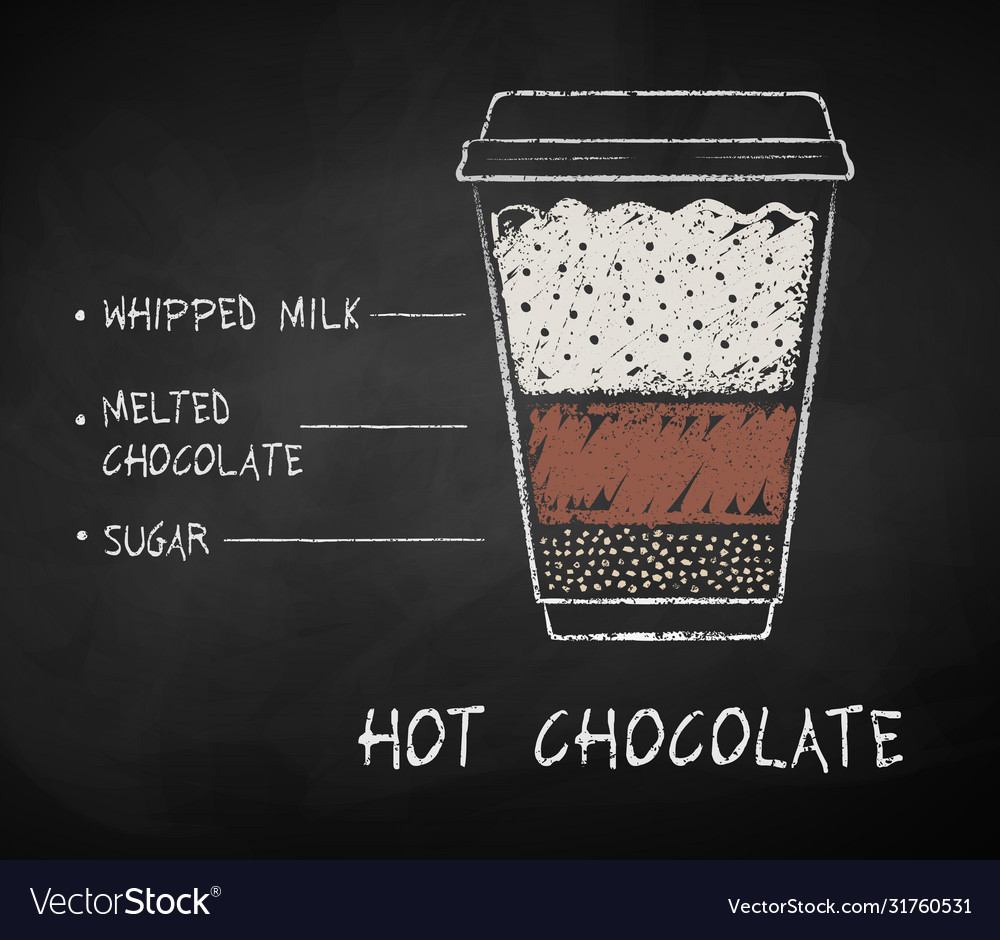 • WHIPPED MILK
• MELTED
CHOCOLATE
• SUGAR
HOT CHOCOLATE
VectorStock®
VectorStock.com/31760531